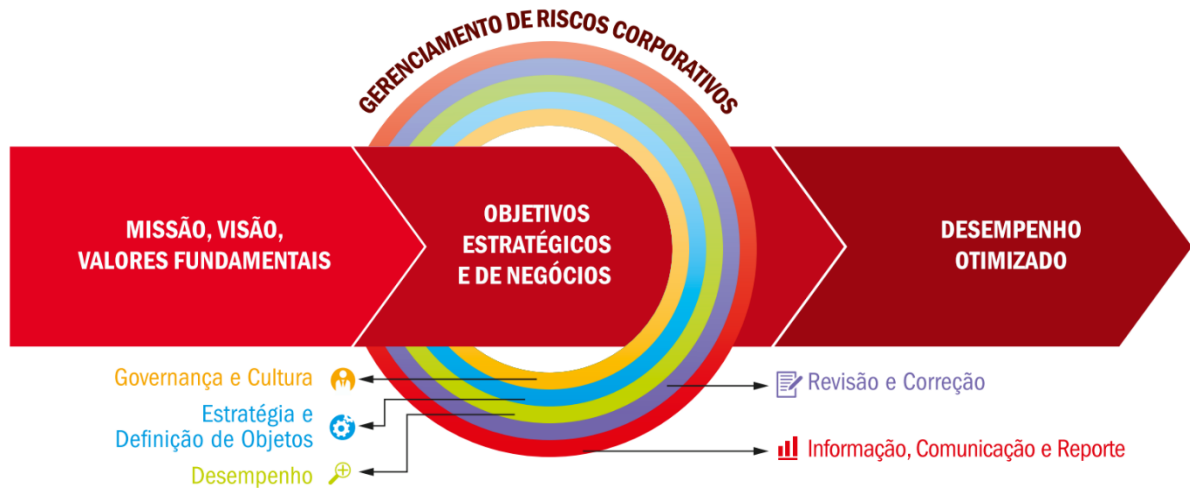 GERENCIAMENTO DE RISCOS CORPORATIVOS
MISSÃO, VISÃO,
VALORES FUNDAMENTAIS
OBJETIVOS
ESTRATÉGICOS
E DE NEGÓCIOS
DESEMPENHO
OTIMIZADO
Governança e Cultura
Estratégia e
Definição de Objetos
Desempenho
Revisão e Correção
Informação, Comunicação e Reporte